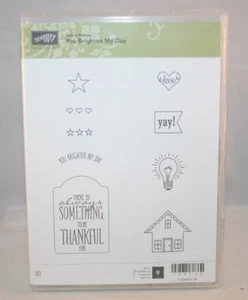 STAMPIN' UP!
You Brighten My Day
love
yay!
YOU BRIGHTEN MY DAY
THERE IS
always
SOMETHING
TO BE
THANKFUL
FOR
9